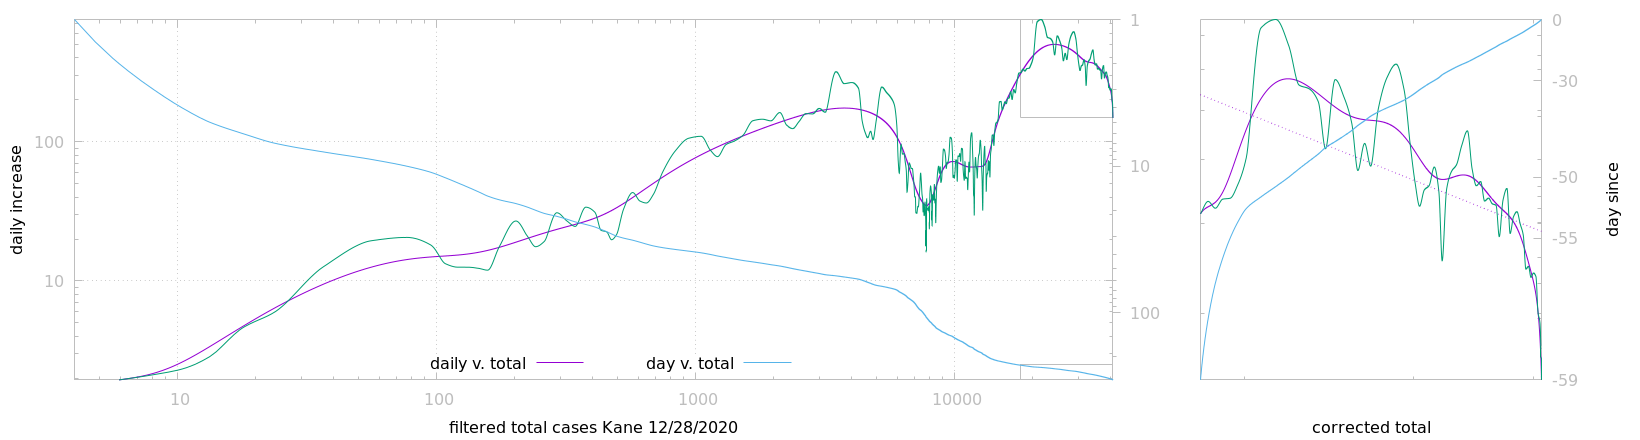 daily increase
100
10
daily v. total
day v. total
10
100
1000
10000
filtered total cases Kane 12/28/2020
1
10
100
0
-30
-50
-55
-59
day since
corrected total